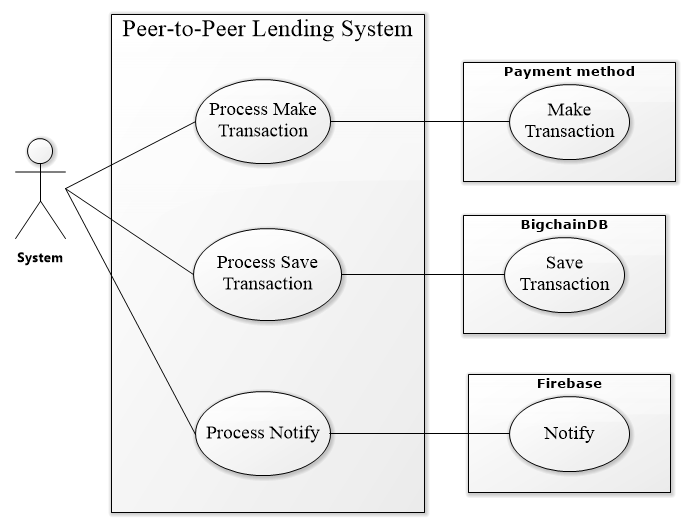 Peer-to-Peer Lending System
Payment method
Process Make
Transaction
Make
Transaction
System
BigchainDB
Process Save
Transaction
Save
Transaction
Firebase
Process Notify
Notify